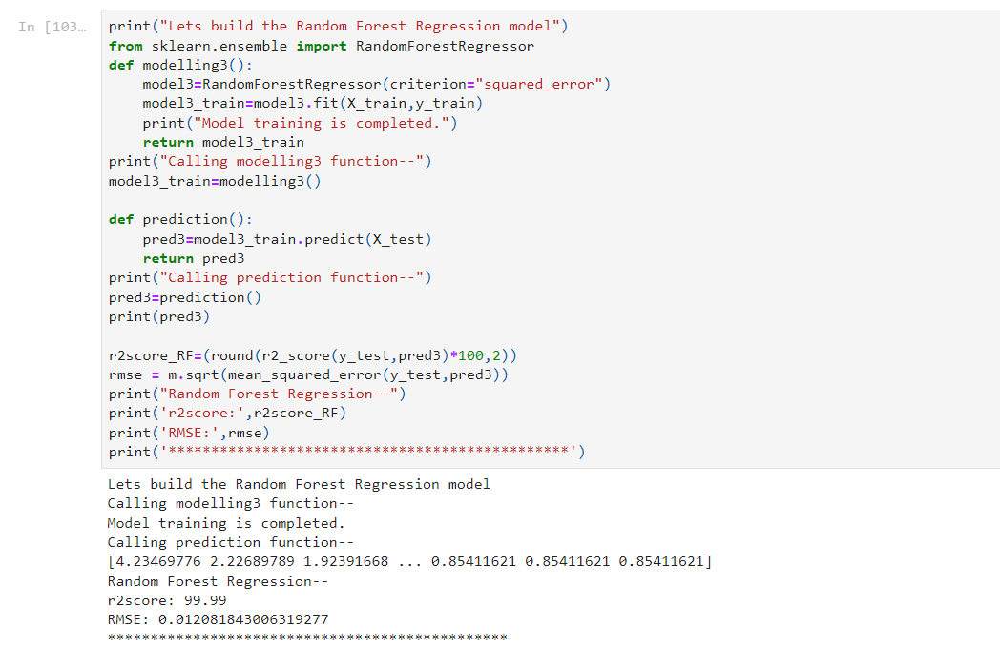 In [103…
print("Lets build the Random Forest Regression model")
from sklearn.ensemble import RandomForestRegressor
def modelling3():
    model3=RandomForestRegressor(criterion="squared_error")
    model3_train=model3.fit(X_train,y_train)
    print("Model training is completed.")
    return model3_train
print("Calling modelling3 function--")
model3_train=modelling3()
def prediction():
    pred3=model3_train.predict(X_test)
    return pred3
print("Calling prediction function--")
pred3=prediction()
print(pred3)
r2score_RF=(round(r2_score(y_test,pred3)*100,2))
rmse = m.sqrt(mean_squared_error(y_test,pred3))
print("Random Forest Regression--")
print('r2score:',r2score_RF)
print('RMSE:',rmse)
print('***********************************************')
Lets build the Random Forest Regression model
Calling modelling3 function--
Model training is completed.
Calling prediction function--
[4.23469776 2.22689789 1.92391668 ... 0.85411621 0.85411621 0.85411621]
Random Forest Regression--
r2score: 99.99
RMSE: 0.012081843006319277
***********************************************